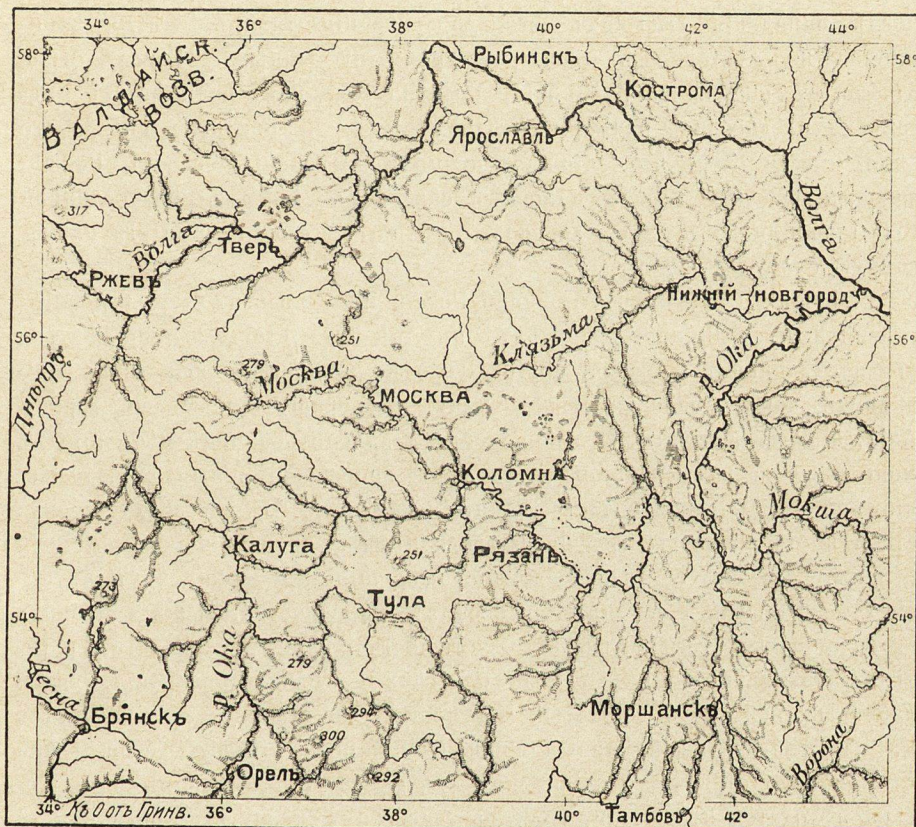 34° 36° 38° 40° 42° 44°
58°
58°
Рыбинскъ
ВАЛДАЙСК.
ВОЗВ.
Кострома
Ярославль
317
Волга
Волга
Тверь
Ржевъ
Нижній-новгородъ
56°
56°
251
Клязьма
279
Москва
р. Ока
Днѣпръ
Москва
Коломна
Мокша
Калуга
251
Рязань
273
Тула
54°
54°
р. Ока
279
Десна
294
Моршанскъ
Брянскъ
300
Ворона
Орелъ
292
34° 36° 38° 40° 42°
Къ О отъ Гринв.
Тамбовъ